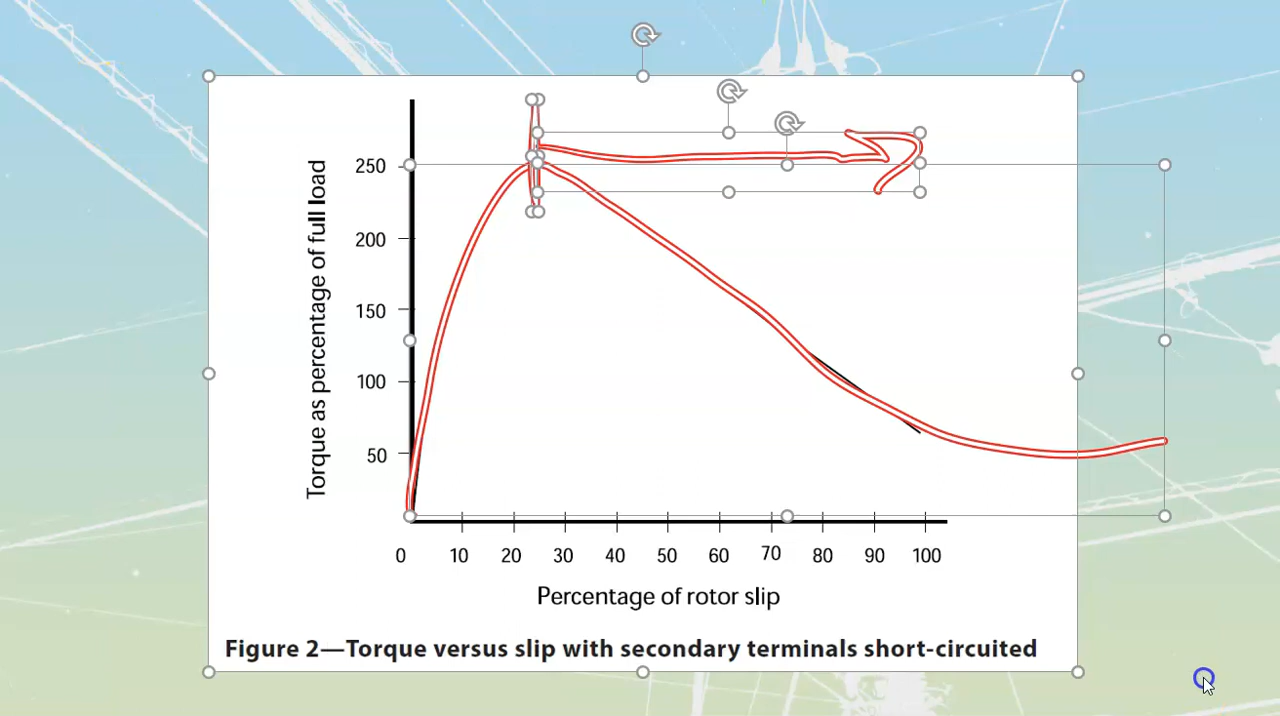 Torque as percentage of full load
250
200
150
100
50
0 10 20 30 40 50 60 70 80 90 100
Percentage of rotor slip
Figure 2—Torque versus slip with secondary terminals short-circuited